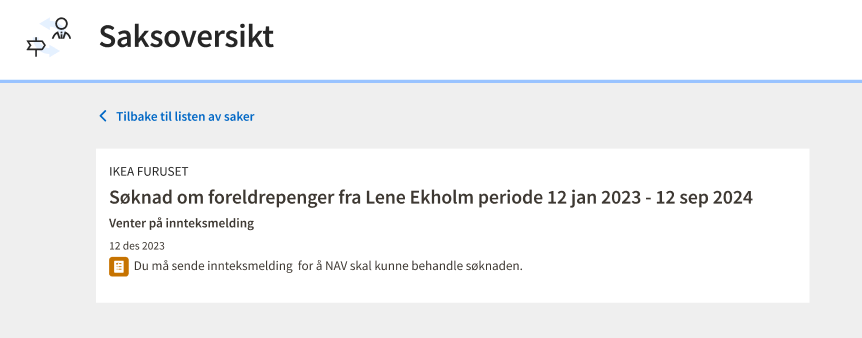 Saksoversikt
Tilbake til listen av saker
IKEA FURUSET
Søknad om foreldrepenger fra Lene Ekholm periode 12 jan 2023 - 12 sep 2024
Venter på innteksmelding
12 des 2023
Du må sende innteksmelding for å NAV skal kunne behandle søknaden.